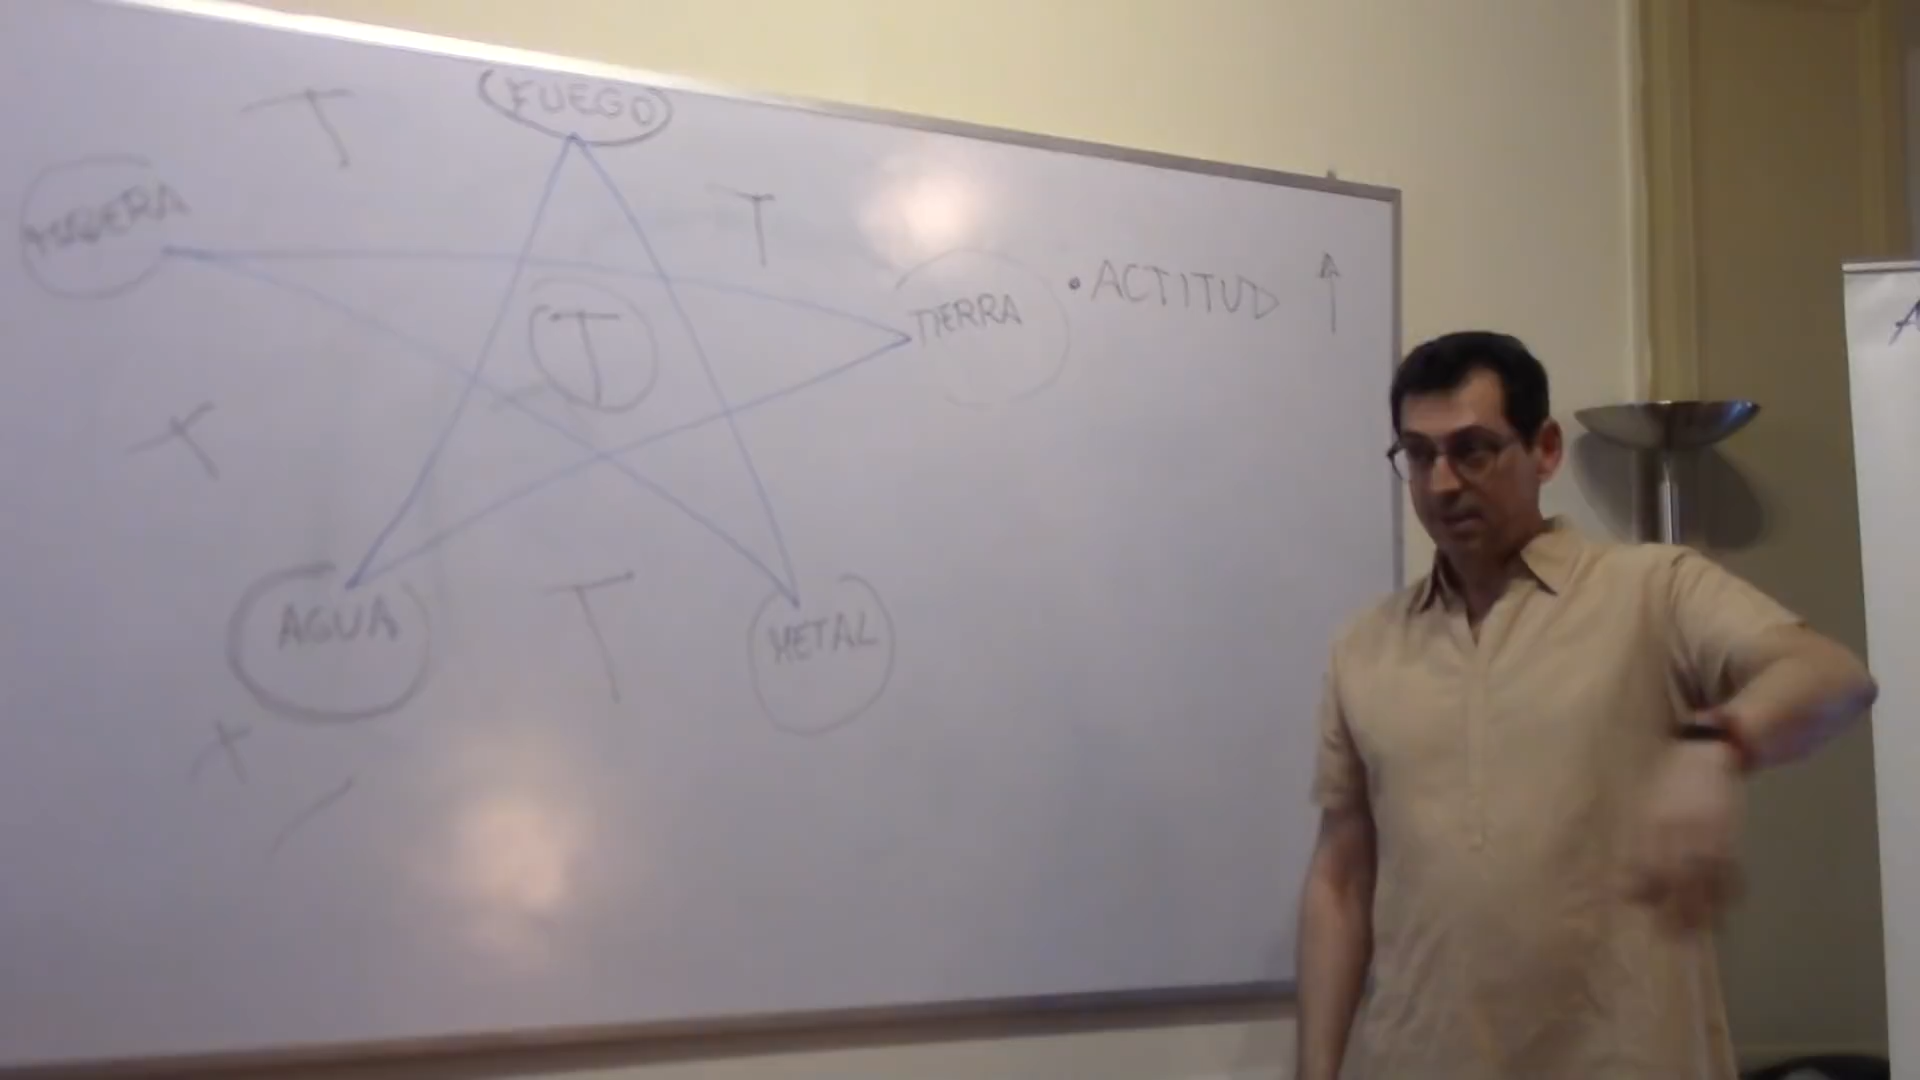 FUEGO
T
MADERA
T
TIERRA
• ACTITUD ↑
T
T
AGUA
T
METAL
A